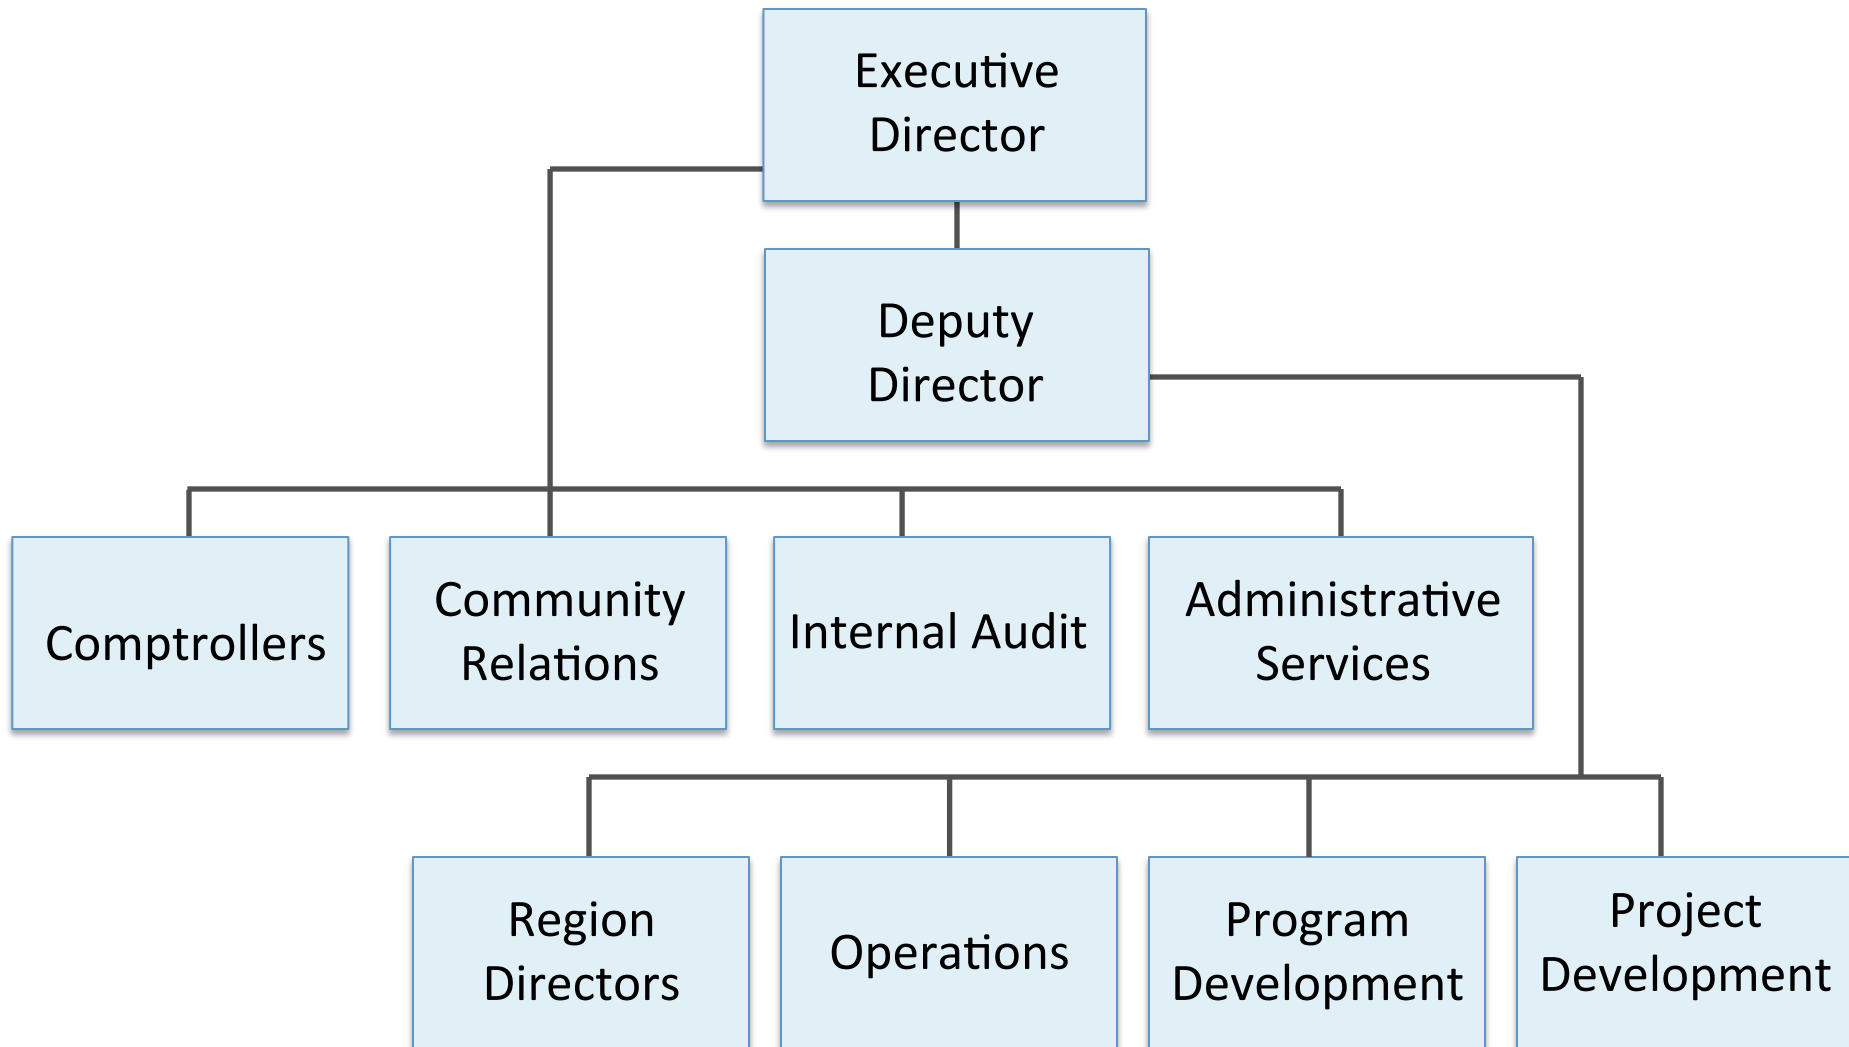 Executive
Director
Deputy
Director
Comptrollers
Community
Relations
Internal Audit
Administrative
Services
Region
Directors
Operations
Program
Development
Project
Development